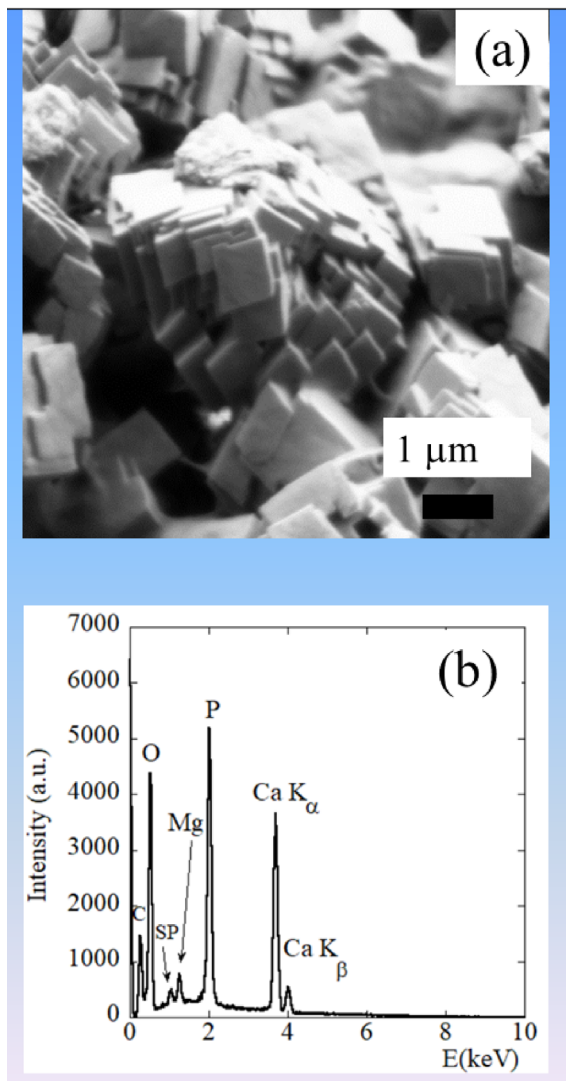 (a)
1 μm
(b)
7000
6000
5000
4000
3000
2000
1000
0
Intensity (a.u.)
C
O
SP
Mg
P
Ca Kα
Ca Kβ
0 2 4 6 8 10
E(keV)